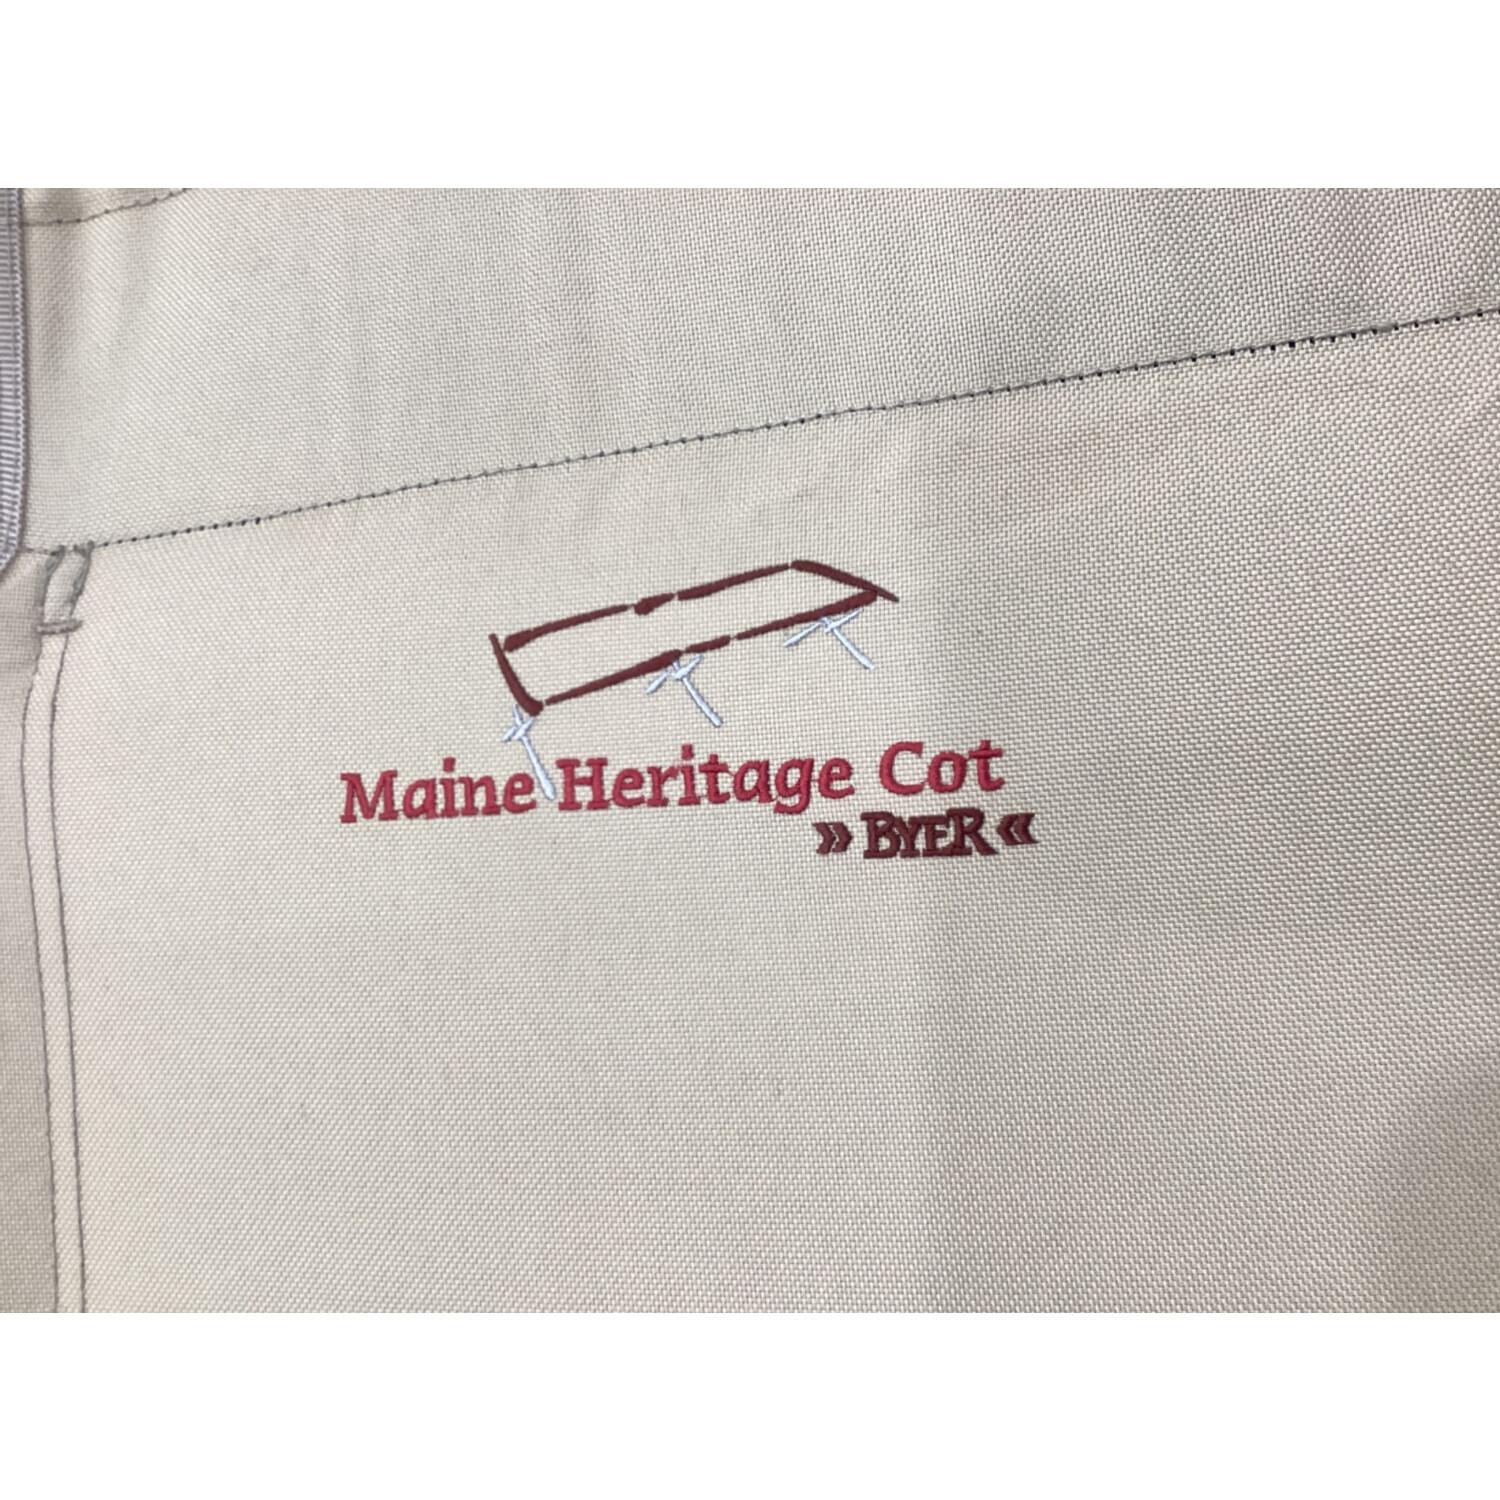 Maine Heritage Cot
» BYER «